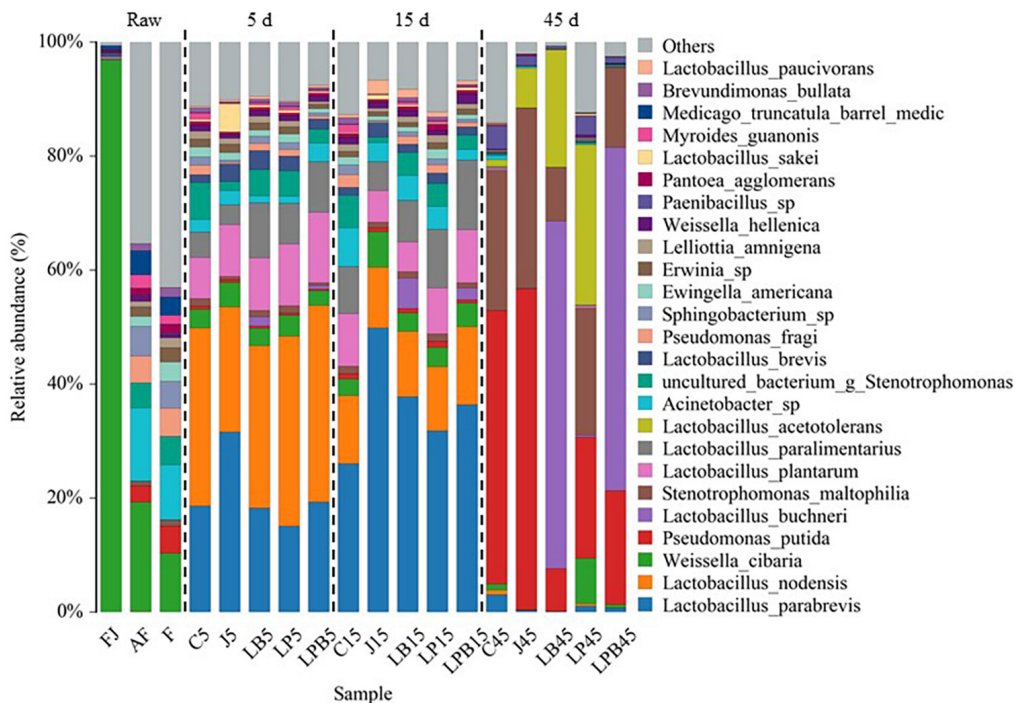 Raw 5 d 15 d 45 d
100%
80%
60%
40%
20%
0%
Relative abundance (%)
FJ AF F C5 J5 LB5 LP5 LPB5 C15 J15 LB15 LP15 LPB15 C45 J45 LB45 LP45 LPB45
Sample
Others
Lactobacillus_paucivorans
Brevundimonas_bullata
Medicago_truncatula_barrel_medic
Myroides_guanonis
Lactobacillus_sakei
Pantoea_agglomerans
Paenibacillus_sp
Weissella_hellenica
Lelliottia_amnigena
Erwinia_sp
Ewingella_americana
Sphingobacterium_sp
Pseudomonas_fragi
Lactobacillus_brevis
uncultured_bacterium_g_Stenotrophomonas
Acinetobacter_sp
Lactobacillus_acetotolerans
Lactobacillus_paralimentarius
Lactobacillus_plantarum
Stenotrophomonas_maltophilia
Lactobacillus_buchneri
Pseudomonas_putida
Weissella_cibaria
Lactobacillus_nodensis
Lactobacillus_parabrevis